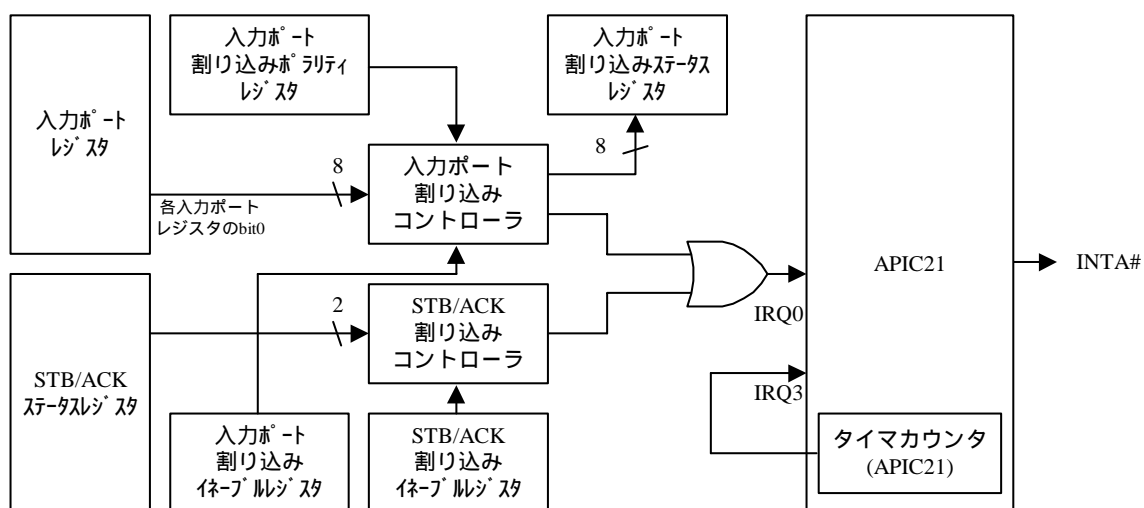 入力ﾎﾟｰﾄ
ﾚｼﾞｽﾀ
入力ﾎﾟｰﾄ
割り込みﾎﾟﾗﾘﾃｨ
ﾚｼﾞｽﾀ
入力ﾎﾟｰﾄ
割り込みｽﾃｰﾀｽ
ﾚｼﾞｽﾀ
8
各入力ポート
レジスタのbit0
入力ポート
割り込み
コントローラ
8
APIC21
INTA#
IRQ0
STB/ACK
ｽﾃｰﾀｽﾚｼﾞｽﾀ
2
STB/ACK
割り込み
コントローラ
IRQ3
入力ﾎﾟｰﾄ
割り込み
ｲﾈｰﾌﾞﾙﾚｼﾞｽﾀ
STB/ACK
割り込み
ｲﾈｰﾌﾞﾙﾚｼﾞｽﾀ
タイマカウンタ
(APIC21)